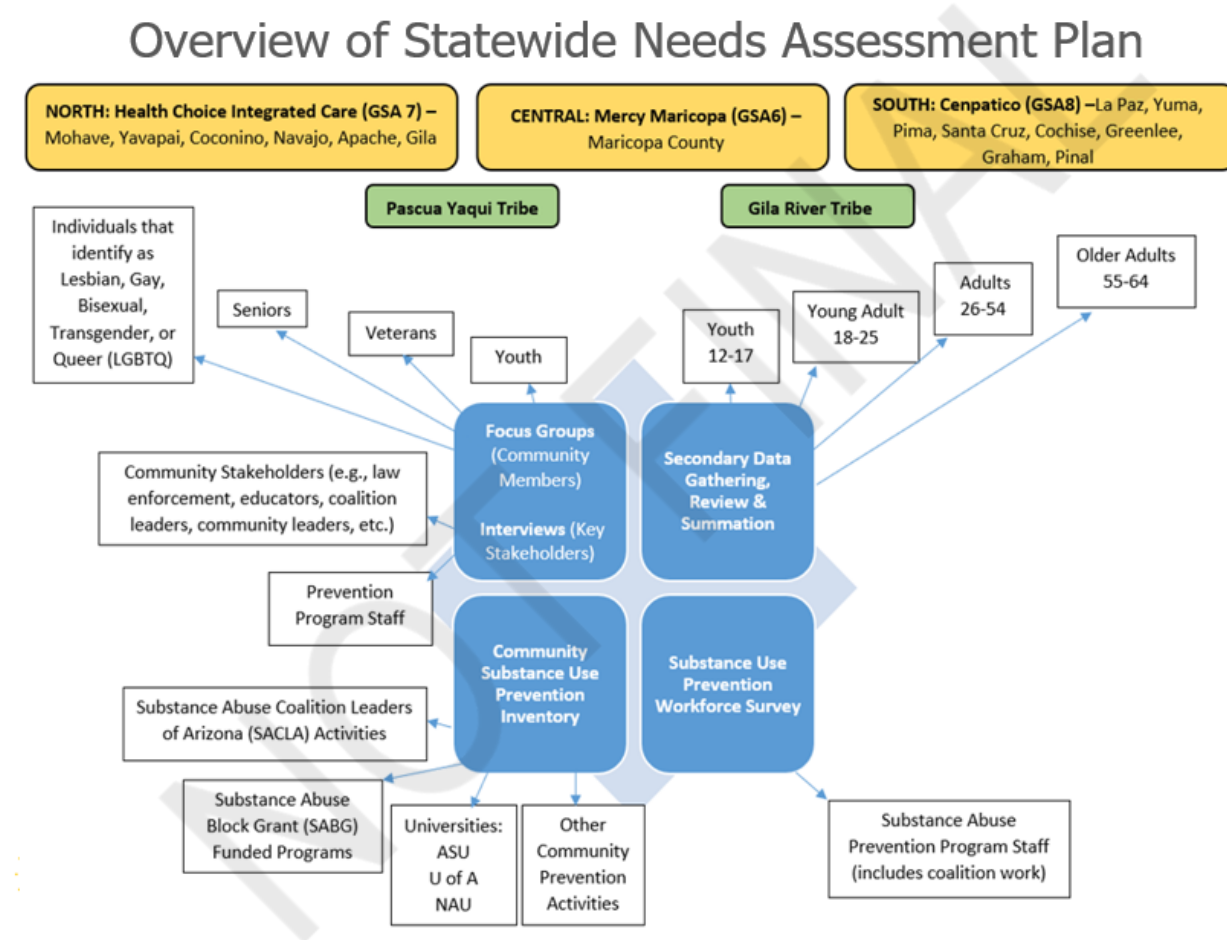 Overview of Statewide Needs Assessment Plan
NORTH: Health Choice Integrated Care (GSA 7) –
Mohave, Yavapai, Coconino, Navajo, Apache, Gila
CENTRAL: Mercy Maricopa (GSA6) –
Maricopa County
SOUTH: Cenpatico (GSA8) –La Paz, Yuma,
Pima, Santa Cruz, Cochise, Greenlee,
Graham, Pinal
Pascua Yaqui Tribe
Gila River Tribe
Individuals that
identify as
Lesbian, Gay,
Bisexual,
Transgender, or
Queer (LGBTQ)
Seniors
Veterans
Youth
Youth
12-17
Young Adult
18-25
Adults
26-54
Older Adults
55-64
Focus Groups
(Community
Members)
Interviews (Key
Stakeholders)
Secondary Data
Gathering,
Review &
Summation
Community Stakeholders (e.g., law
enforcement, educators, coalition
leaders, community leaders, etc.)
Prevention
Program Staff
Community
Substance Use
Prevention
Inventory
Substance Use
Prevention
Workforce Survey
Substance Abuse Coalition Leaders
of Arizona (SACLA) Activities
Substance Abuse
Block Grant (SABG)
Funded Programs
Universities:
ASU
U of A
NAU
Other
Community
Prevention
Activities
Substance Abuse
Prevention Program Staff
(includes coalition work)
NOT FINAL